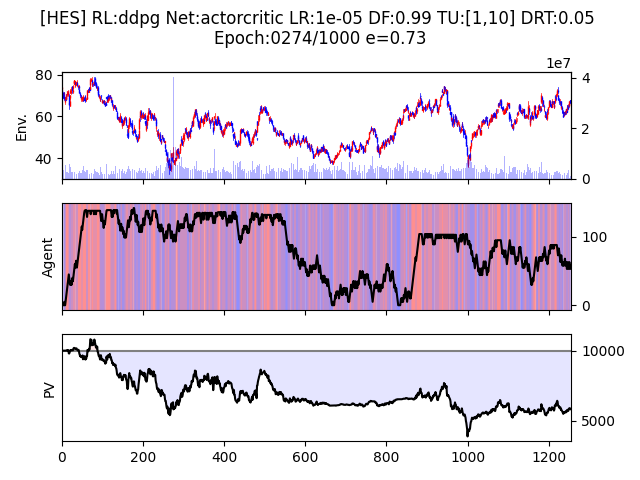 [HES] RL:ddpg Net:actorcritic LR:1e-05 DF:0.99 TU:[1,10] DRT:0.05
Epoch:0274/1000 e=0.73
1e7
80
60
40
Env.
4
2
0
Agent
100
0
PV
10000
5000
0 200 400 600 800 1000 1200